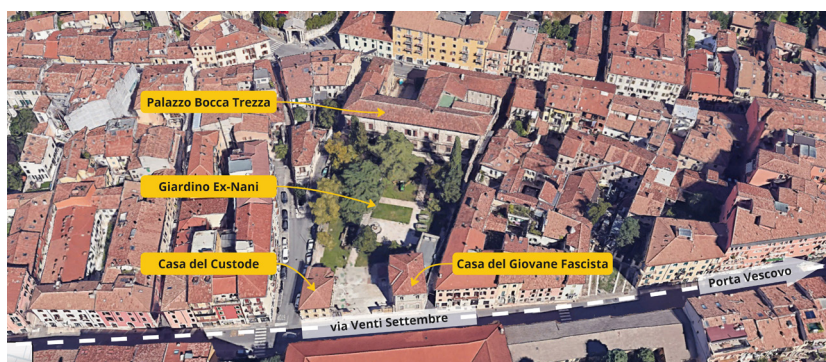 Palazzo Bocca Trezza
Giardino Ex-Nani
Casa del Custode
Casa del Giovane Fascista
Porta Vescovo
via Venti Settembre